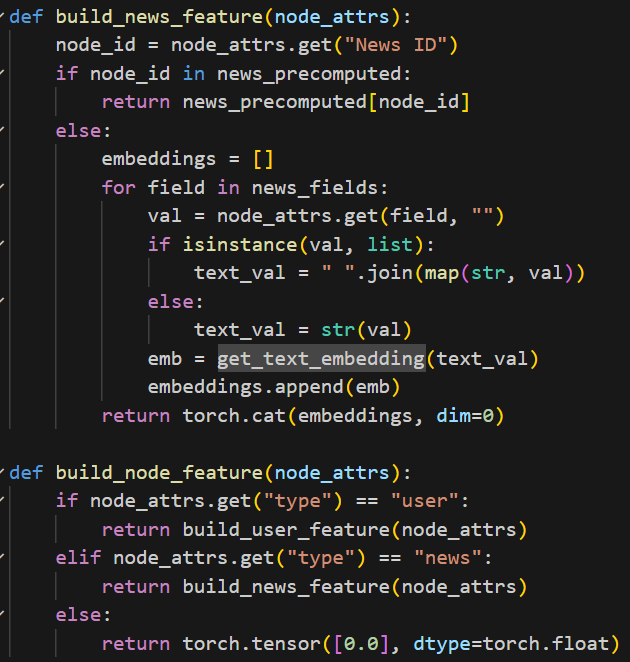 def build_news_feature(node_attrs):
    node_id = node_attrs.get("News ID")
    if node_id in news_precomputed:
        return news_precomputed[node_id]
    else:
        embeddings = []
        for field in news_fields:
            val = node_attrs.get(field, "")
            if isinstance(val, list):
                text_val = " ".join(map(str, val))
            else:
                text_val = str(val)
            emb = get_text_embedding(text_val)
            embeddings.append(emb)
        return torch.cat(embeddings, dim=0)
def build_node_feature(node_attrs):
    if node_attrs.get("type") == "user":
        return build_user_feature(node_attrs)
    elif node_attrs.get("type") == "news":
        return build_news_feature(node_attrs)
    else:
        return torch.tensor([0.0], dtype=torch.float)